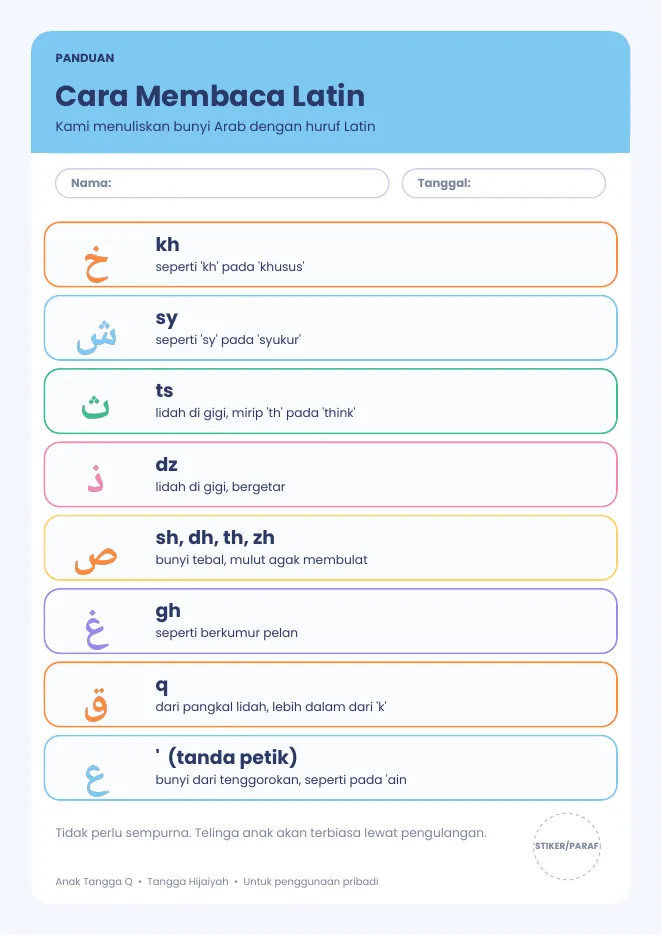 PANDUAN
Cara Membaca Latin
Kami menuliskan bunyi Arab dengan huruf Latin
Nama:
Tanggal:
خ
kh
seperti 'kh' pada 'khusus'
ش
sy
seperti 'sy' pada 'syukur'
ث
ts
lidah di gigi, mirip 'th' pada 'think'
ذ
dz
lidah di gigi, bergetar
ص
sh, dh, th, zh
bunyi tebal, mulut agak membulat
غ
gh
seperti berkumur pelan
ق
q
dari pangkal lidah, lebih dalam dari 'k'
ع
' (tanda petik)
bunyi dari tenggorokan, seperti pada 'ain
Tidak perlu sempurna. Telinga anak akan terbiasa lewat pengulangan.
STIKER/PARAF
Anak Tangga Q • Tangga Hijaiyah • Untuk penggunaan pribadi